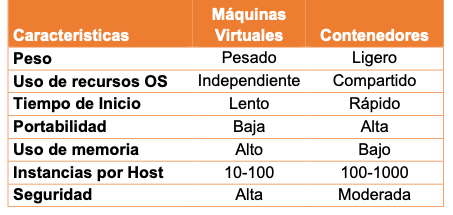 Caracteristicas Máquinas Virtuales Contenedores
Peso Pesado Ligero
Uso de recursos OS Independiente Compartido
Tiempo de Inicio Lento Rápido
Portabilidad Baja Alta
Uso de memoria Alto Bajo
Instancias por Host 10-100 100-1000
Seguridad Alta Moderada